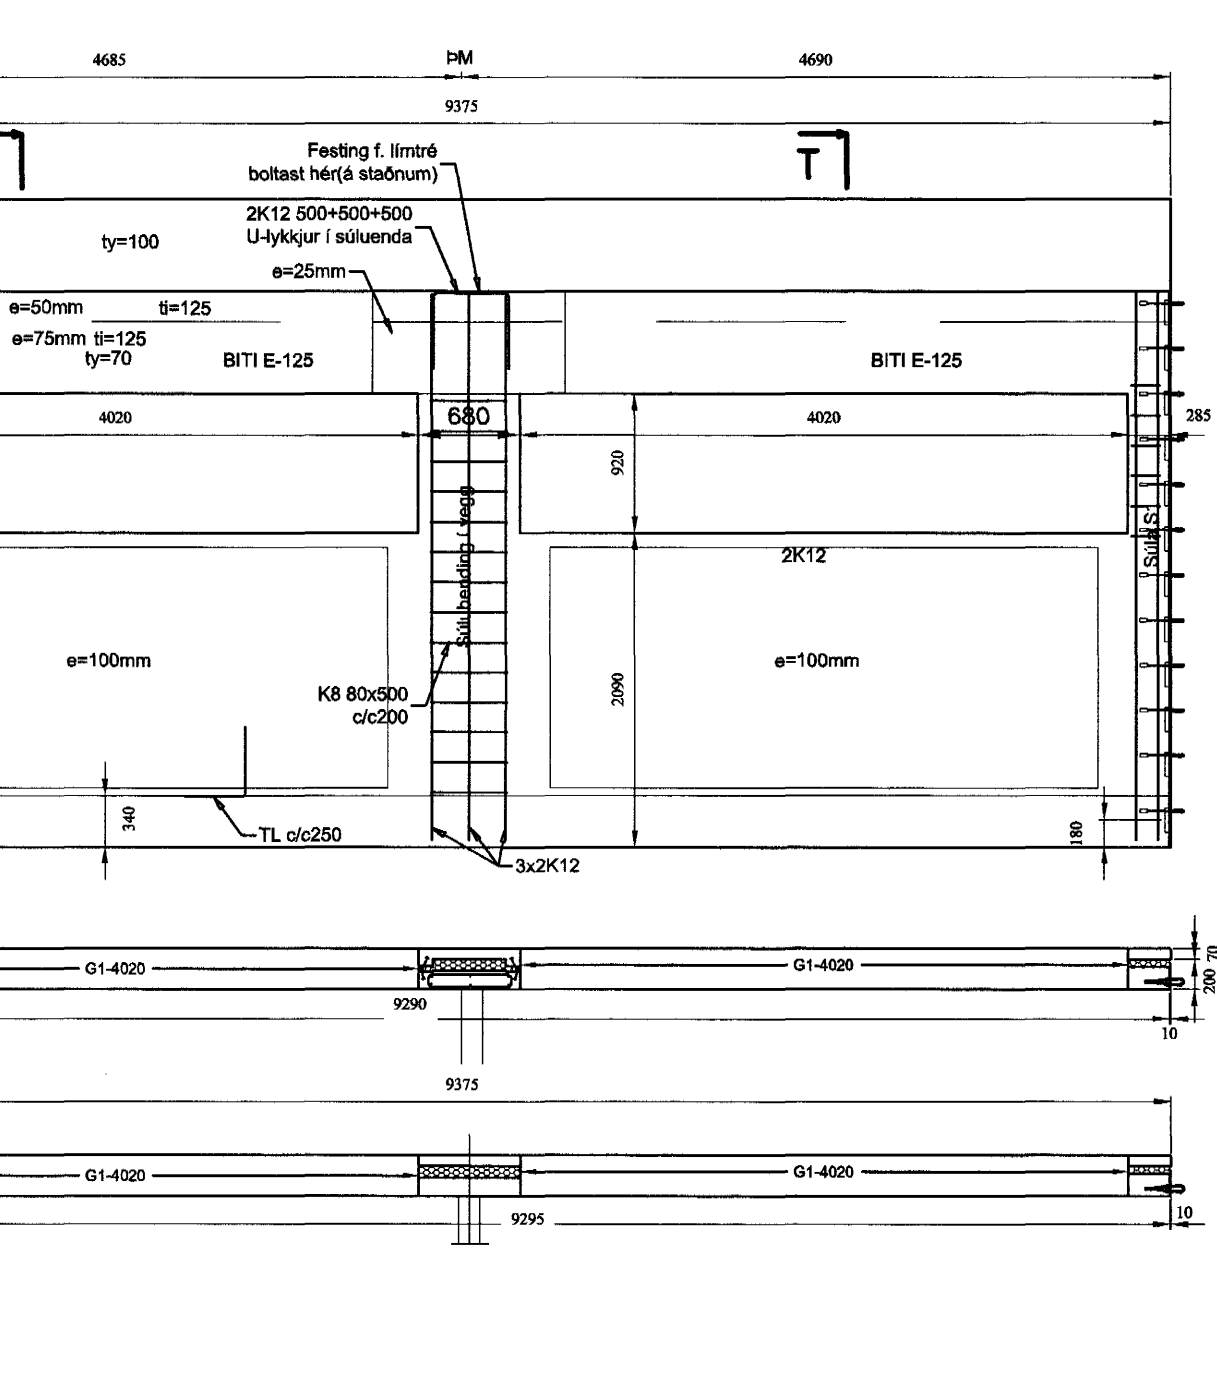 4685
ÞM
4690
9375
Festing f. límtré
boltast hér(á staðnum)
T
2K12 500+500+500
U-lykkjur í súluenda
ty=100
e=25mm
e=50mm
ti=125
e=75mm ti=125
ty=70
BITI E-125
BITI E-125
4020
680
4020
285
920
Súlubending í vegg
Súla S1
2K12
e=100mm
e=100mm
K8 80x500
c/c200
2090
340
TL c/c250
180
3x2K12
G1-4020
G1-4020
70
200
9290
10
9375
G1-4020
G1-4020
9295
10